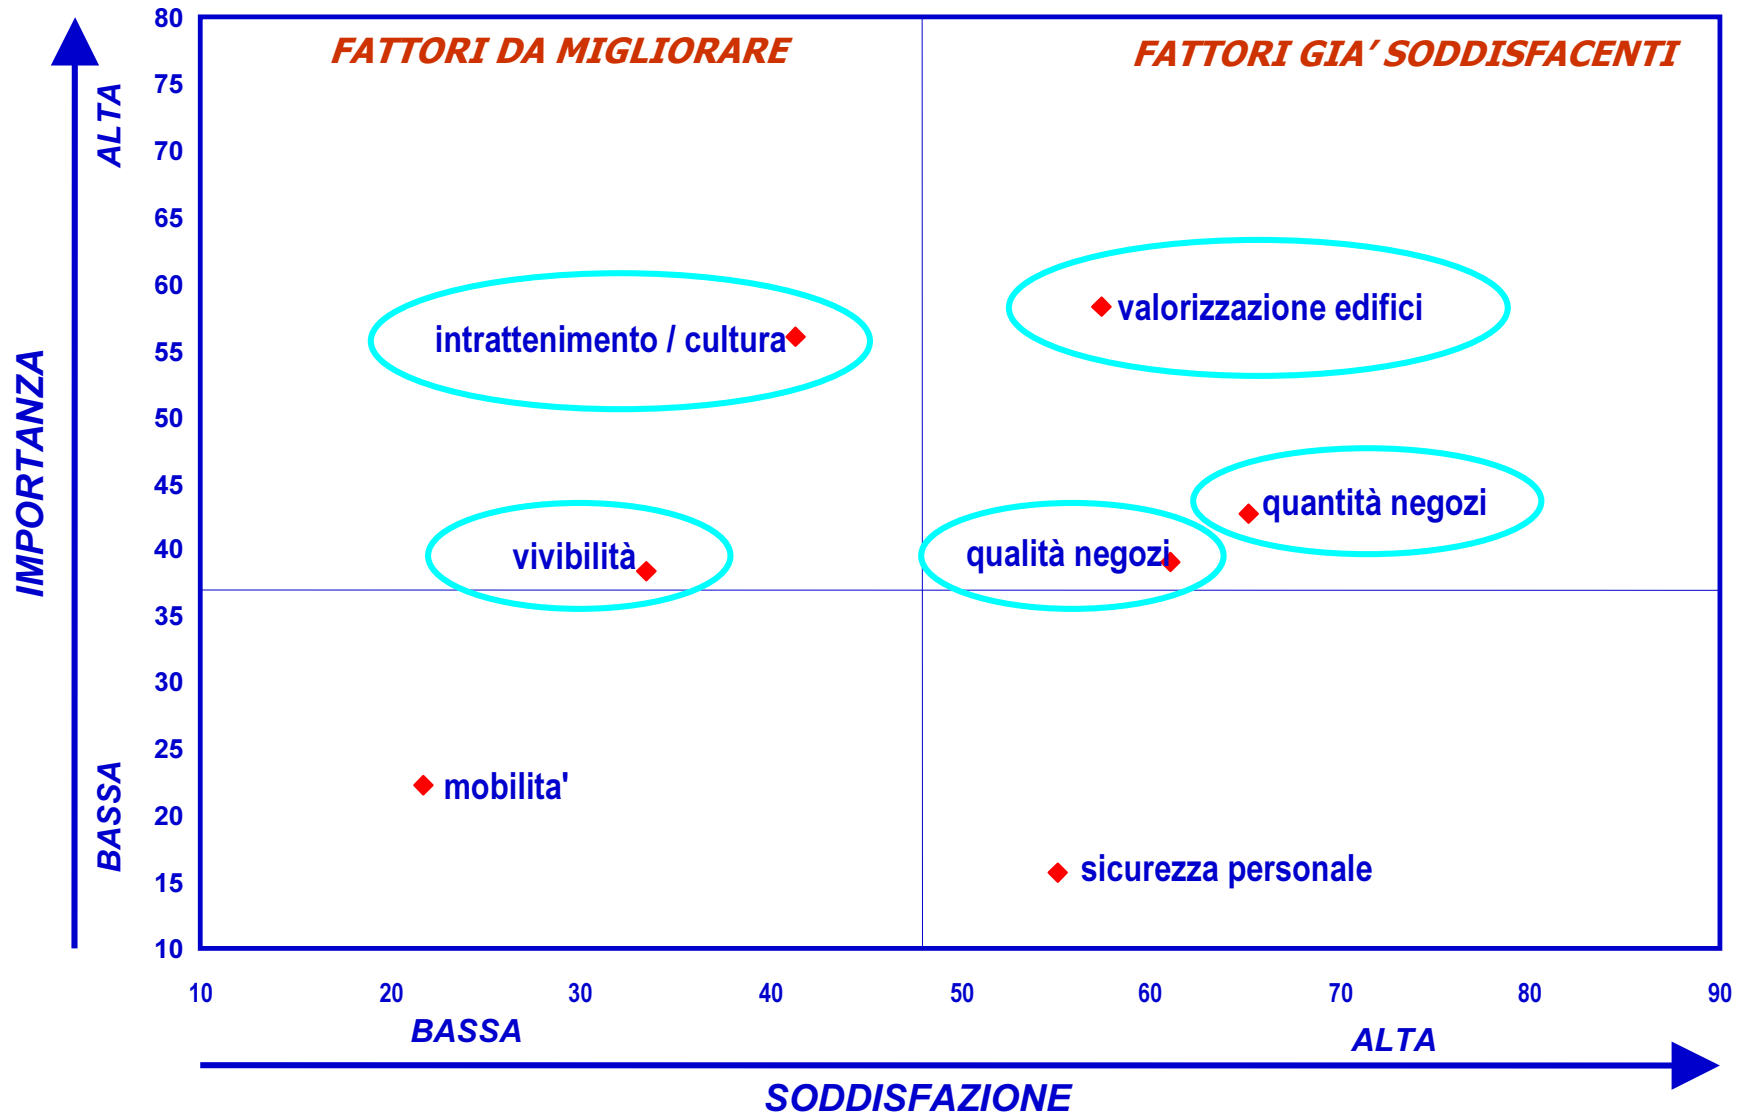 80
FATTORI DA MIGLIORARE
FATTORI GIA’ SODDISFACENTI
75
ALTA
70
65
60
valorizzazione edifici
intrattenimento / cultura
55
50
45
quantità negozi
IMPORTANZA
40
vivibilità
qualità negozi
35
30
25
mobilita'
BASSA
20
sicurezza personale
15
10
10 20 30 40 50 60 70 80 90
BASSA
ALTA
SODDISFAZIONE